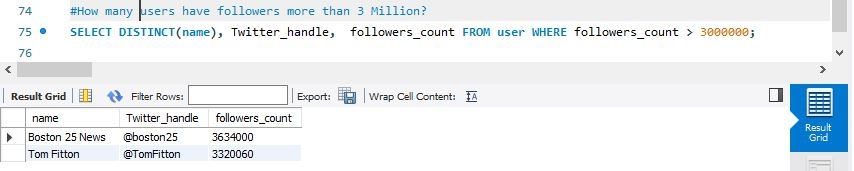 74 #How many users have followers more than 3 Million?
75 SELECT DISTINCT(name), Twitter_handle,  followers_count FROM user WHERE followers_count > 3000000;
76
Result Grid Filter Rows: Export: Wrap Cell Content:
name Twitter_handle followers_count
Boston 25 News @boston25 3634000
Tom Fitton @TomFitton 3320060
Result
Grid